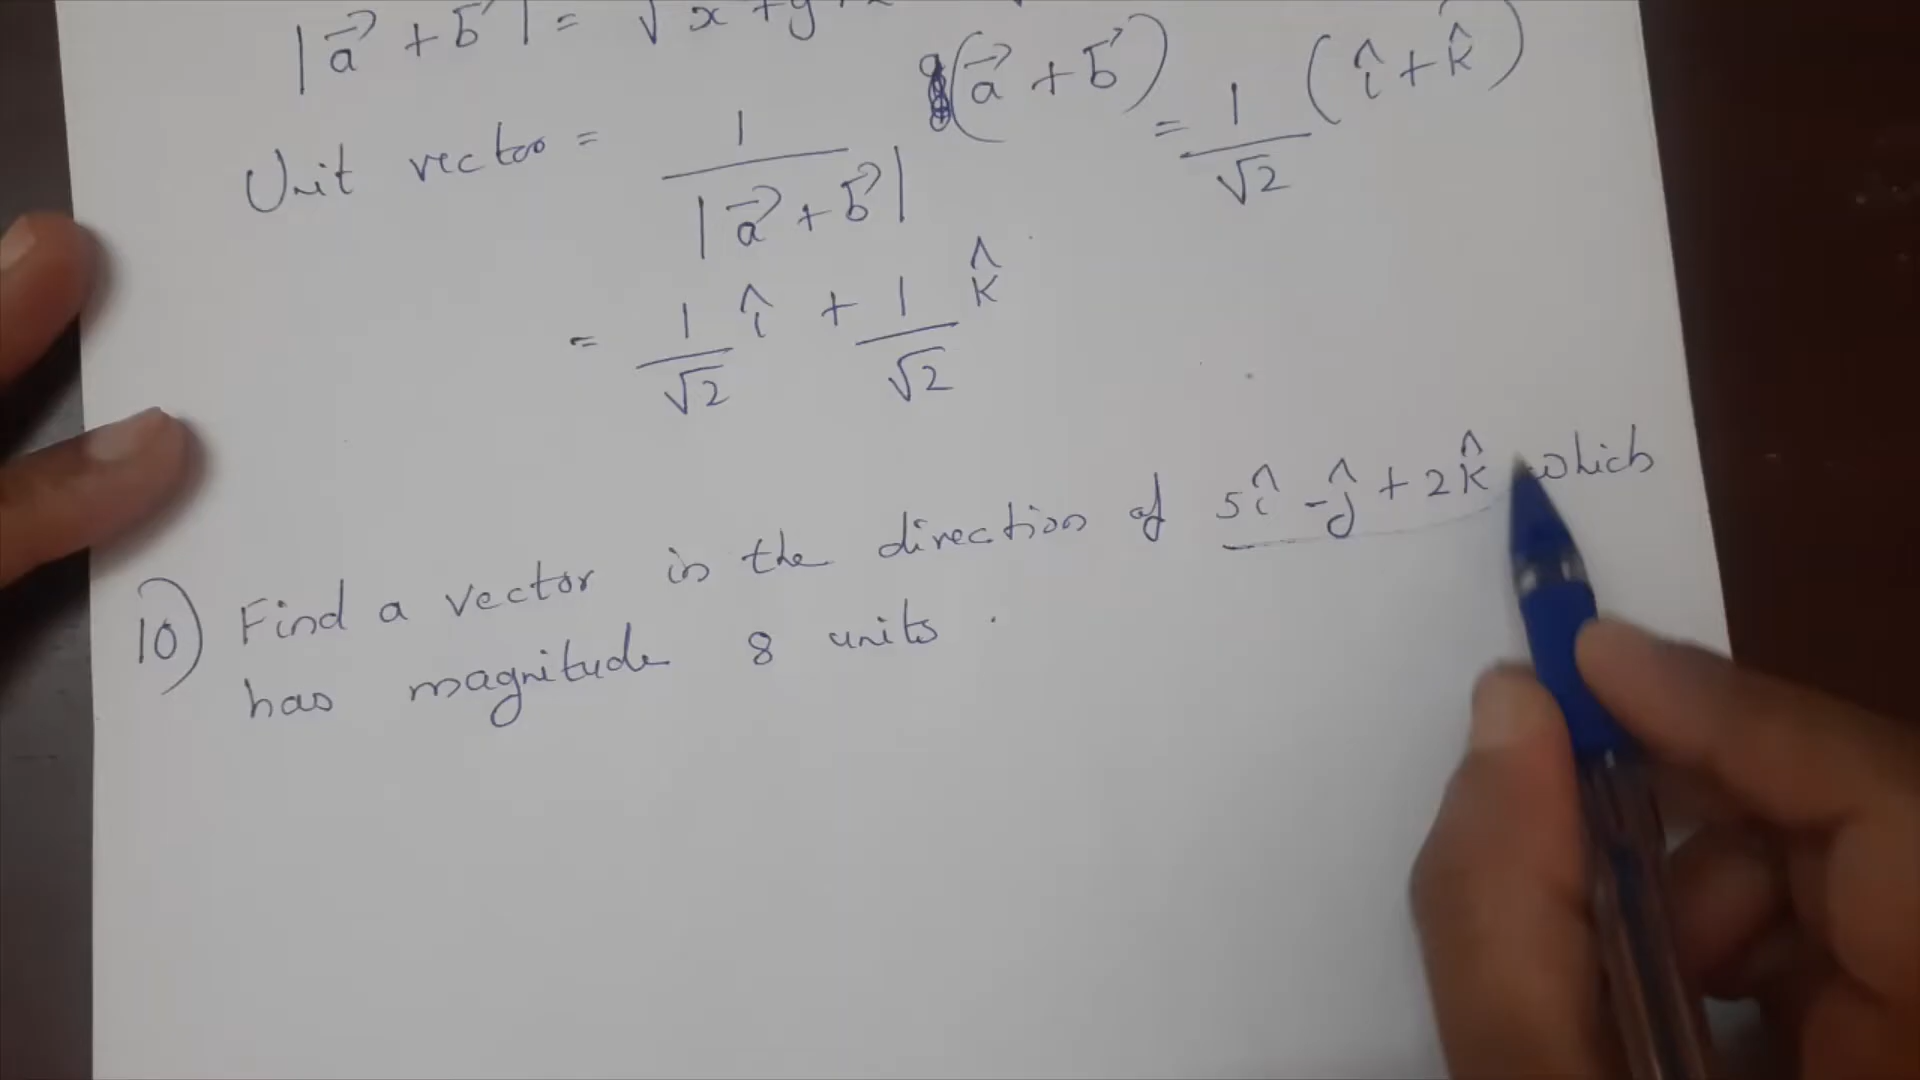 |a⃗ + b⃗| = √x + y
Unit vector = 1/|a⃗ + b⃗| (a⃗ + b⃗) = 1/√2 (î + k̂)
= 1/√2 î + 1/√2 k̂
10) Find a vector in the direction of 5î - ĵ + 2k̂ which
has magnitude 8 units.